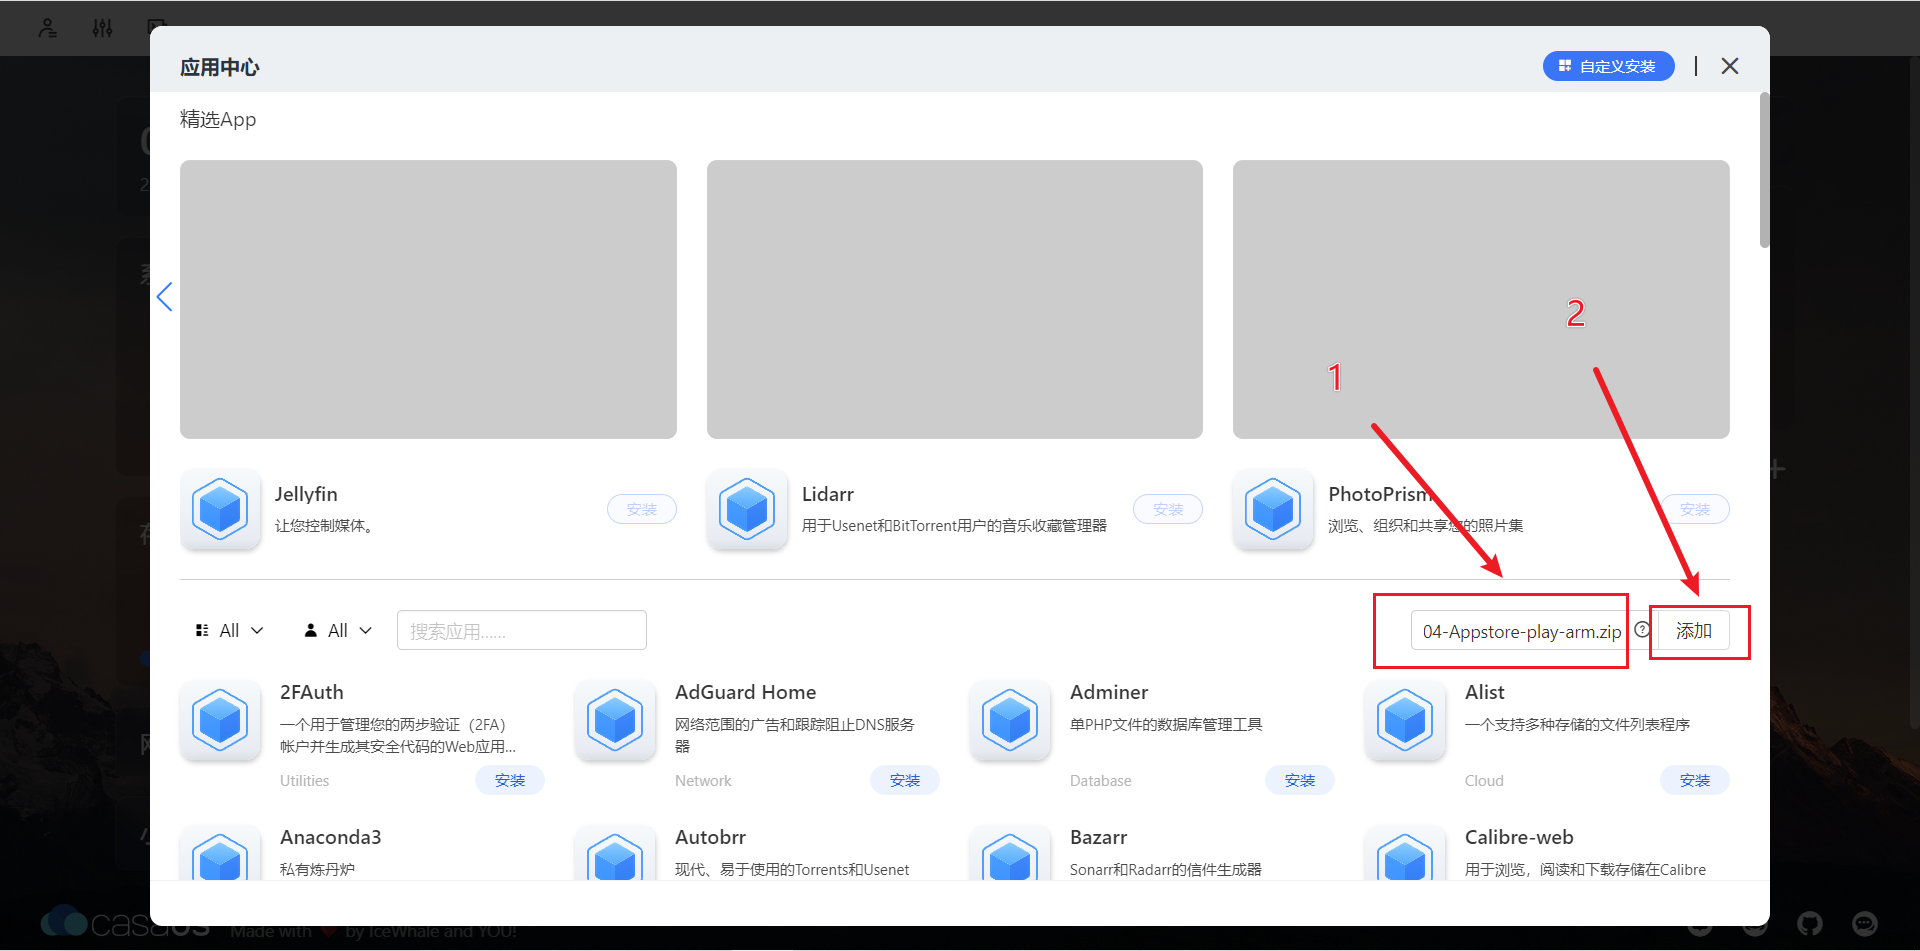 应用中心
自定义安装
精选App
1
2
Jellyfin
让您控制媒体。
安装
Lidarr
用于Usenet和BitTorrent用户的音乐收藏管理器
安装
PhotoPrism
浏览、组织和共享您的照片集
安装
All
All
搜索应用......
04-Appstore-play-arm.zip
添加
2FAuth
一个用于管理您的两步验证（2FA）
帐户并生成其安全代码的Web应用...
Utilities
安装
AdGuard Home
网络范围的广告和跟踪阻止DNS服务
器
Network
安装
Adminer
单PHP文件的数据库管理工具
Database
安装
Alist
一个支持多种存储的文件列表程序
Cloud
安装
Anaconda3
私有炼丹炉
Autobrr
现代、易于使用的Torrents和Usenet
Bazarr
Sonarr和Radarr的信件生成器
Calibre-web
用于浏览，阅读和下载存储在Calibre
casaOS
Made with by IceWhale and YOU!